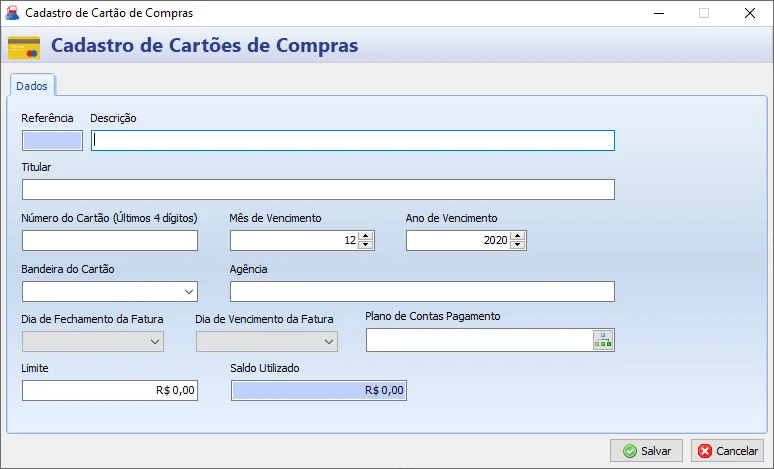 Cadastro de Cartão de Compras
Cadastro de Cartões de Compras
Dados
Referência Descrição
Titular
Número do Cartão (Últimos 4 dígitos) Mês de Vencimento Ano de Vencimento
12 2020
Bandeira do Cartão Agência
Dia de Fechamento da Fatura Dia de Vencimento da Fatura Plano de Contas Pagamento
Limite Saldo Utilizado
R$ 0,00 R$ 0,00
Salvar Cancelar